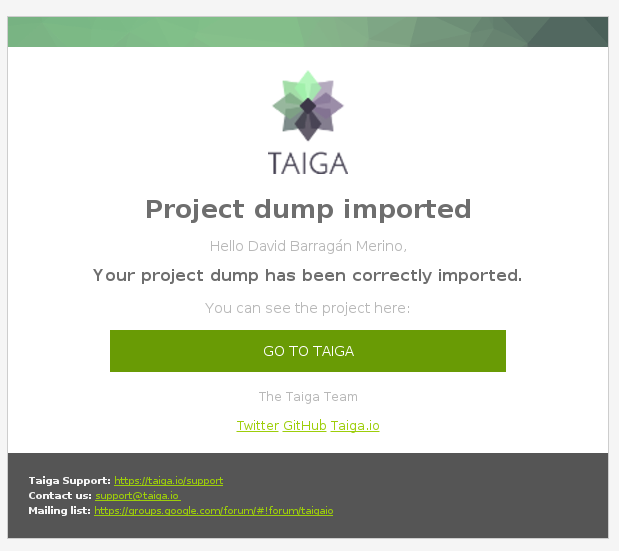 TAIGA
Project dump imported
Hello David Barragán Merino,
Your project dump has been correctly imported.
You can see the project here:
GO TO TAIGA
The Taiga Team
Twitter GitHub Taiga.io
Taiga Support: https://taiga.io/support
Contact us: support@taiga.io
Mailing list: https://groups.google.com/forum/#!forum/taigaio